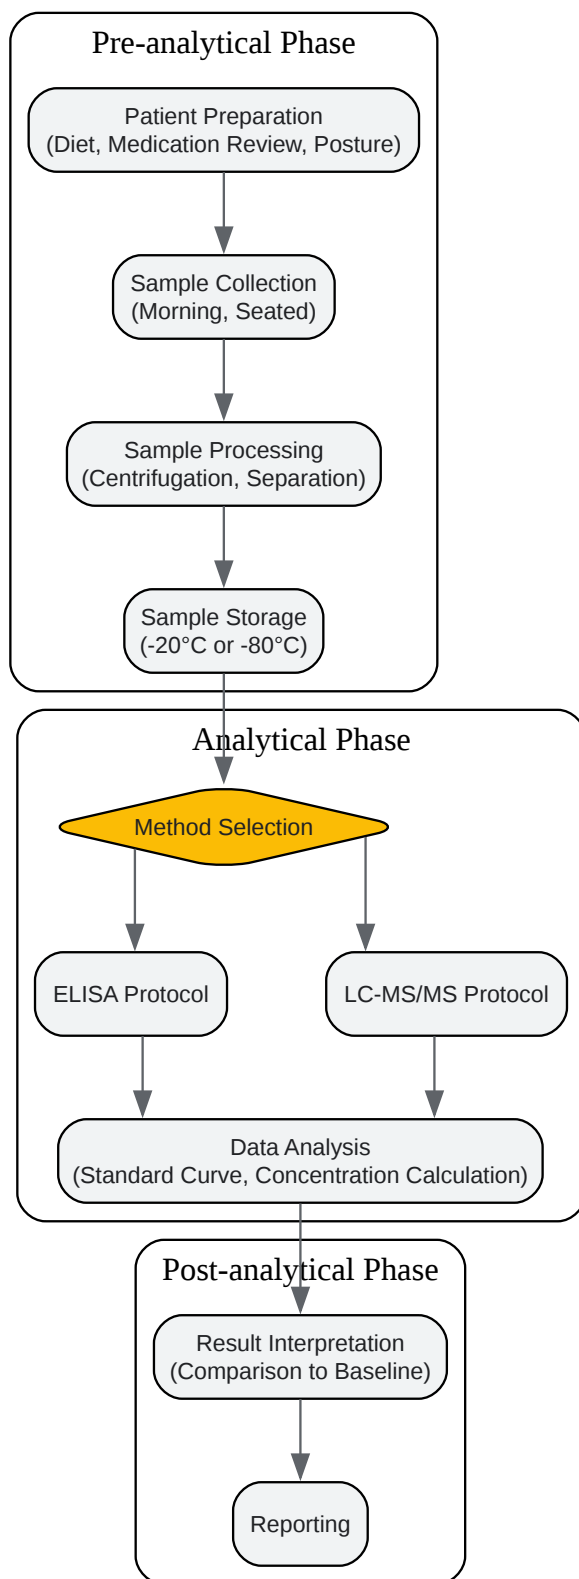 Pre-analytical Phase
Patient Preparation
(Diet, Medication Review, Posture)
Sample Collection
(Morning, Seated)
Sample Processing
(Centrifugation, Separation)
Sample Storage
(-20°C or -80°C)
Analytical Phase
Method Selection
ELISA Protocol
LC-MS/MS Protocol
Data Analysis
(Standard Curve, Concentration Calculation)
Post-analytical Phase
Result Interpretation
(Comparison to Baseline)
Reporting